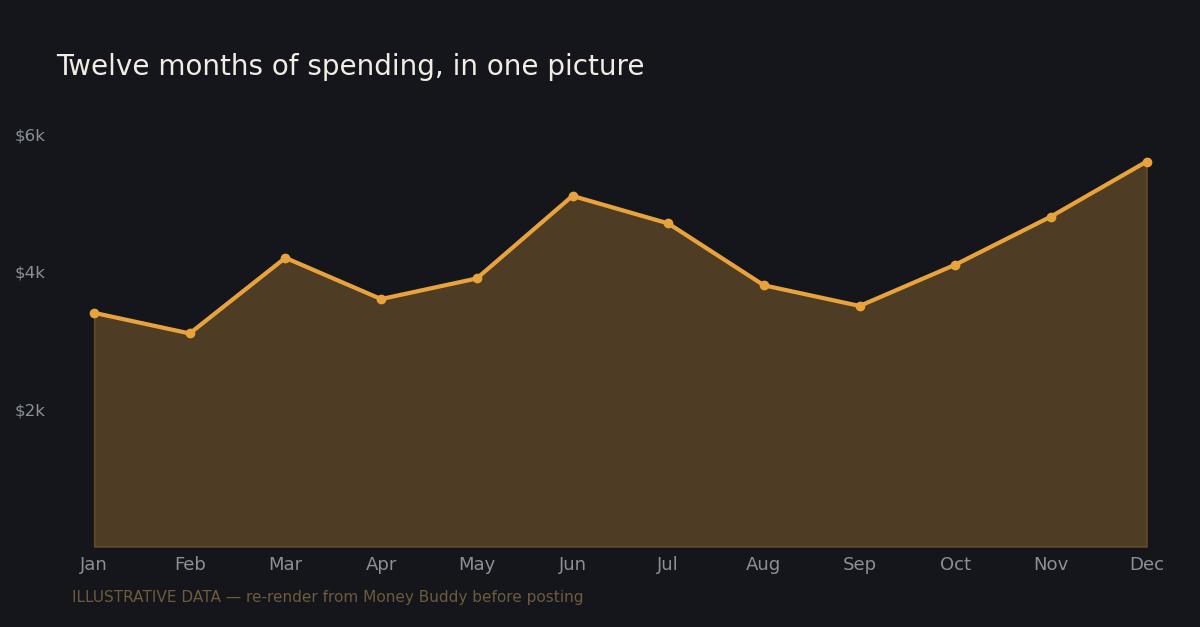 Twelve months of spending, in one picture
$6k
$4k
$2k
Jan Feb Mar Apr May Jun Jul Aug Sep Oct Nov Dec
ILLUSTRATIVE DATA — re-render from Money Buddy before posting